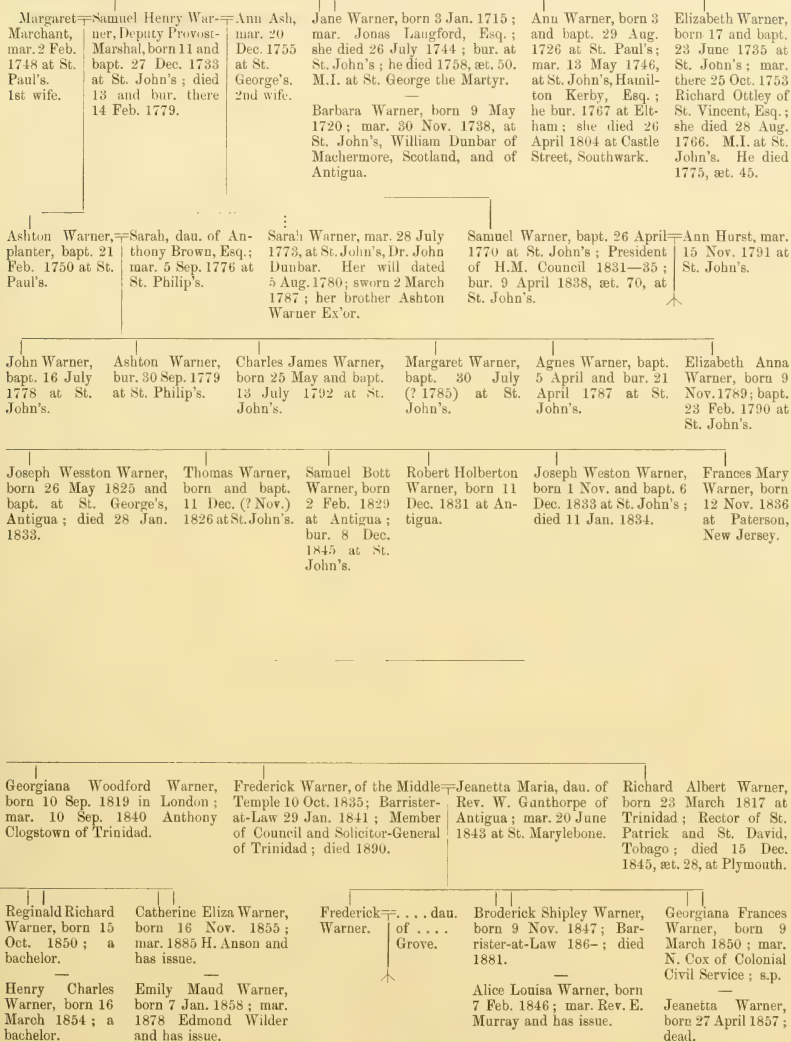 Margaret=
Marchant,
mar. 2 Feb.
1748 at St.
Paul's.
1st wife.
Samuel Henry War-=
ner, Deputy Provost-
Marshal, born 11 and
bapt. 27 Dec. 1733
at St. John's ; died
13 and bur. there
14 Feb. 1779.
Ann Ash,
mar. 20
Dec. 1755
at St.
George's.
2nd wife.
Jane Warner, born 3 Jan. 1715 ;
mar. Jonas Langford, Esq. ;
she died 26 July 1744 ; bur. at
St. John's ; he died 1758, æt. 50.
M.I. at St. George the Martyr.
—
Barbara Warner, born 9 May
1720 ; mar. 30 Nov. 1738, at
St. John's, William Dunbar of
Machermore, Scotland, and of
Antigua.
Ann Warner, born 3
and bapt. 29 Aug.
1726 at St. Paul's;
mar. 13 May 1746,
at St. John's, Hamil-
ton Kerby, Esq. ;
he bur. 1767 at Elt-
ham ; she died 26
April 1804 at Castle
Street, Southwark.
Elizabeth Warner,
born 17 and bapt.
23 June 1735 at
St. John's ; mar.
there 25 Oct. 1753
Richard Ottley of
St. Vincent, Esq. ;
she died 28 Aug.
1766. M.I. at St.
John's. He died
1775, æt. 45.
Ashton Warner,=
planter, bapt. 21
Feb. 1750 at St.
Paul's.
Sarah, dau. of An-
thony Brown, Esq.;
mar. 5 Sep. 1776 at
St. Philip's.
Sarah Warner, mar. 28 July
1773, at St. John's, Dr. John
Dunbar. Her will dated
5 Aug. 1780; sworn 2 March
1787 ; her brother Ashton
Warner Ex'or.
Samuel Warner, bapt. 26 April=
1770 at St. John's ; President
of H.M. Council 1831—35 ;
bur. 9 April 1838, æt. 70, at
St. John's.
Ann Hurst, mar.
15 Nov. 1791 at
St. John's.
John Warner,
bapt. 16 July
1778 at St.
John's.
Ashton Warner,
bur. 30 Sep. 1779
at St. Philip's.
Charles James Warner,
born 25 May and bapt.
13 July 1792 at St.
John's.
Margaret Warner,
bapt. 30 July
(? 1785) at St.
John's.
Agnes Warner, bapt.
5 April and bur. 21
April 1787 at St.
John's.
Elizabeth Anna
Warner, born 9
Nov. 1789; bapt.
23 Feb. 1790 at
St. John's.
Joseph Wesston Warner,
born 26 May 1825 and
bapt. at St. George's,
Antigua ; died 28 Jan.
1833.
Thomas Warner,
born and bapt.
11 Dec. (? Nov.)
1826 at St. John's.
Samuel Bott
Warner, born
2 Feb. 1829
at Antigua ;
bur. 8 Dec.
1845 at St.
John's.
Robert Holberton
Warner, born 11
Dec. 1831 at An-
tigua.
Joseph Weston Warner,
born 1 Nov. and bapt. 6
Dec. 1833 at St. John's ;
died 11 Jan. 1834.
Frances Mary
Warner, born
12 Nov. 1836
at Paterson,
New Jersey.
Georgiana Woodford Warner,
born 10 Sep. 1819 in London ;
mar. 10 Sep. 1840 Anthony
Clogstown of Trinidad.
Frederick Warner, of the Middle=
Temple 10 Oct. 1835; Barrister-
at-Law 29 Jan. 1841 ; Member
of Council and Solicitor-General
of Trinidad ; died 1890.
Jeanetta Maria, dau. of
Rev. W. Gunthorpe of
Antigua ; mar. 20 June
1843 at St. Marylebone.
Richard Albert Warner,
born 23 March 1817 at
Trinidad ; Rector of St.
Patrick and St. David,
Tobago ; died 15 Dec.
1845, æt. 28, at Plymouth.
Reginald Richard
Warner, born 15
Oct. 1850 ; a
bachelor.
—
Henry Charles
Warner, born 16
March 1854 ; a
bachelor.
Catherine Eliza Warner,
born 16 Nov. 1855 ;
mar. 1885 H. Anson and
has issue.
—
Emily Maud Warner,
born 7 Jan. 1858 ; mar.
1878 Edmond Wilder
and has issue.
Frederick=
Warner.
. . . . dau.
of . . . .
Grove.
Broderick Shipley Warner,
born 9 Nov. 1847 ; Bar-
rister-at-Law 186- ; died
1881.
—
Alice Louisa Warner, born
7 Feb. 1846 ; mar. Rev. E.
Murray and has issue.
Georgiana Frances
Warner, born 9
March 1850 ; mar.
N. Cox of Colonial
Civil Service ; s.p.
—
Jeanetta Warner,
born 27 April 1857 ;
dead.